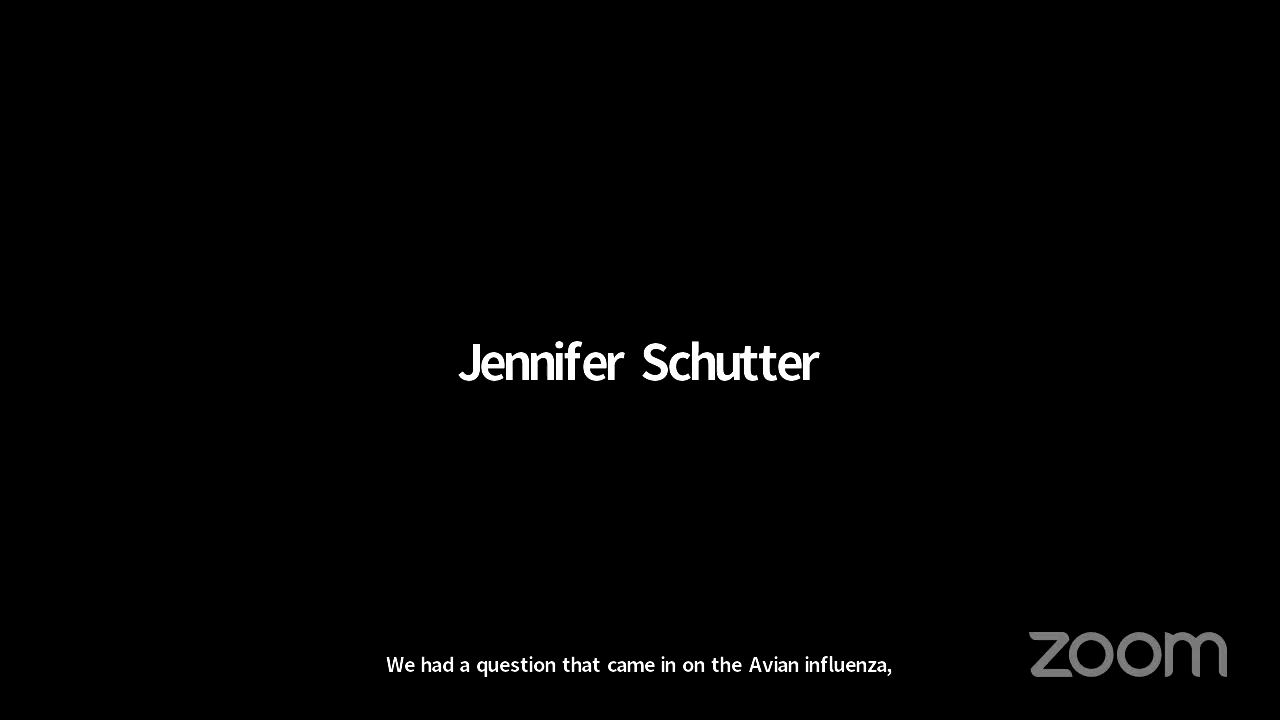 Jennifer Schutter
We had a question that came in on the Avian influenza,
zoom